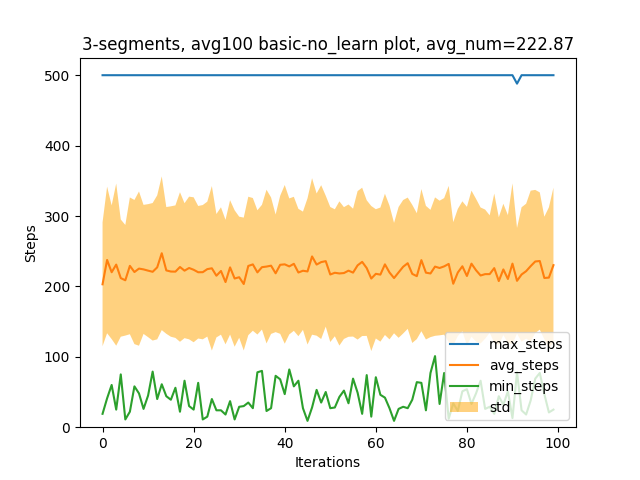 3-segments, avg100 basic-no_learn plot, avg_num=222.87
500
400
300
200
100
0
Steps
0 20 40 60 80 100
Iterations
max_steps
avg_steps
min_steps
std